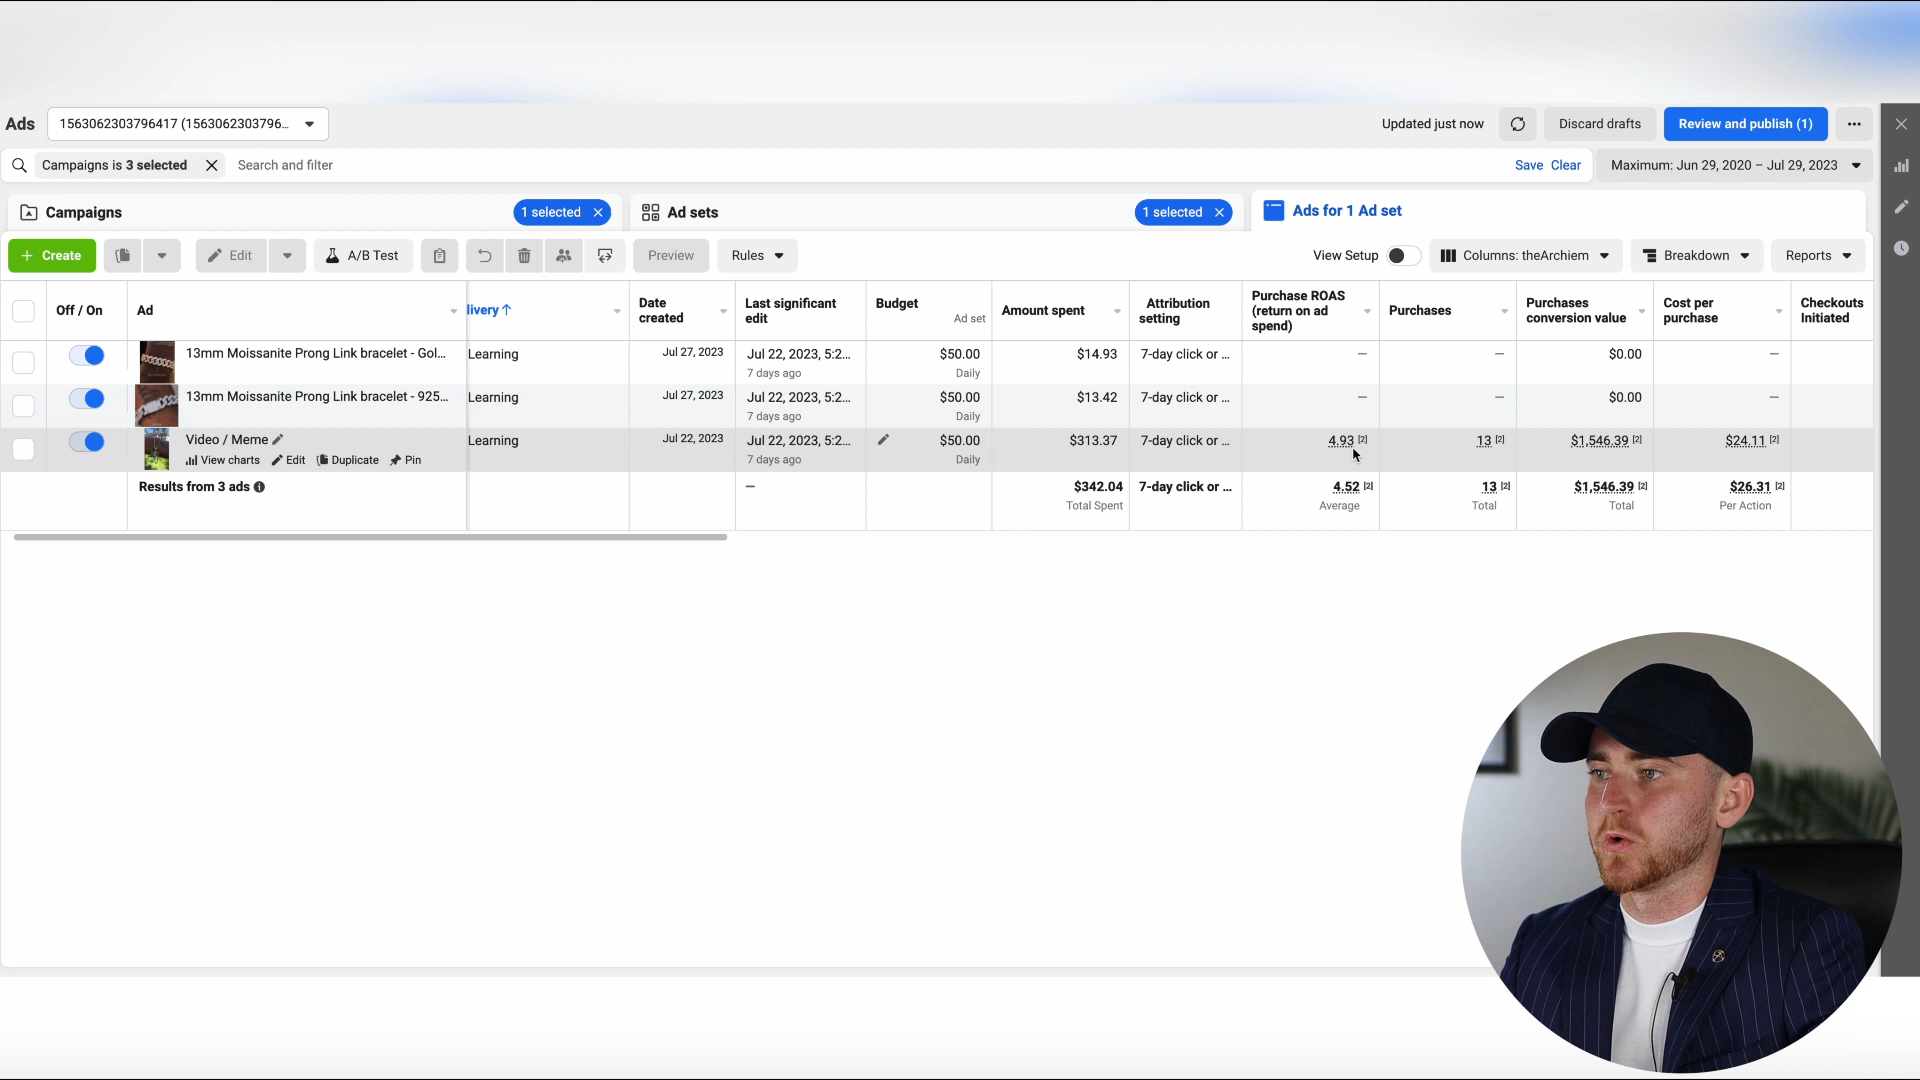 Ads
1563062303796417 (1563062303796...
Updated just now
Discard drafts
Review and publish (1)
Campaigns is 3 selected
Search and filter
Save Clear
Maximum: Jun 29, 2020 – Jul 29, 2023
Campaigns
1 selected
Ad sets
1 selected
Ads for 1 Ad set
+ Create
Edit
A/B Test
Preview
Rules
View Setup
Columns: theArchiem
Breakdown
Reports
Off / On
Ad
livery ↑
Date created
Last significant edit
Budget
Ad set
Amount spent
Attribution setting
Purchase ROAS (return on ad spend)
Purchases
Purchases conversion value
Cost per purchase
Checkouts Initiated
13mm Moissanite Prong Link bracelet - Gol... Learning Jul 27, 2023 Jul 22, 2023, 5:2... $50.00 $14.93 7-day click or ... — — $0.00 —
7 days ago Daily
13mm Moissanite Prong Link bracelet - 925... Learning Jul 27, 2023 Jul 22, 2023, 5:2... $50.00 $13.42 7-day click or ... — — $0.00 —
7 days ago Daily
Video / Meme Learning Jul 22, 2023 Jul 22, 2023, 5:2... $50.00 $313.37 7-day click or ... 4.93 [2] 13 [2] $1,546.39 [2] $24.11 [2]
View charts Edit Duplicate Pin 7 days ago Daily
Results from 3 ads — $342.04 7-day click or ... 4.52 [2] 13 [2] $1,546.39 [2] $26.31 [2]
Total Spent Average Total Total Per Action